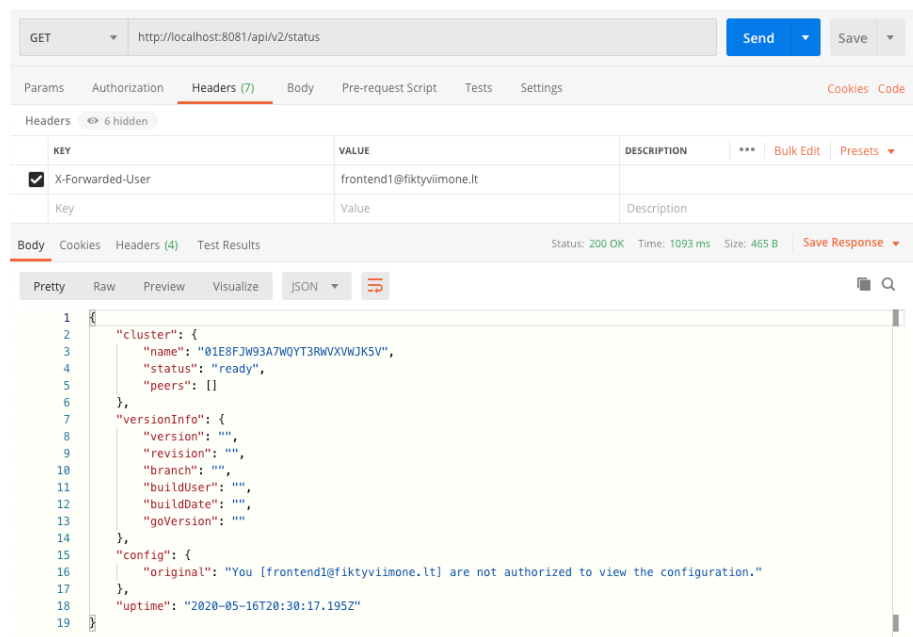 GET http://localhost:8081/api/v2/status Send Save
Params Authorization Headers (7) Body Pre-request Script Tests Settings Cookies Code
Headers 6 hidden
KEY VALUE DESCRIPTION ••• Bulk Edit Presets
X-Forwarded-User frontend1@fiktyviimone.lt
Key Value Description
Body Cookies Headers (4) Test Results Status: 200 OK Time: 1093 ms Size: 465 B Save Response
Pretty Raw Preview Visualize JSON
1 {
2 "cluster": {
3 "name": "01E8FJW93A7WQYT3RWVXVWJK5V",
4 "status": "ready",
5 "peers": []
6 },
7 "versionInfo": {
8 "version": "",
9 "revision": "",
10 "branch": "",
11 "buildUser": "",
12 "buildDate": "",
13 "goVersion": ""
14 },
15 "config": {
16 "original": "You [frontend1@fiktyviimone.lt] are not authorized to view the configuration."
17 },
18 "uptime": "2020-05-16T20:30:17.195Z"
19 }